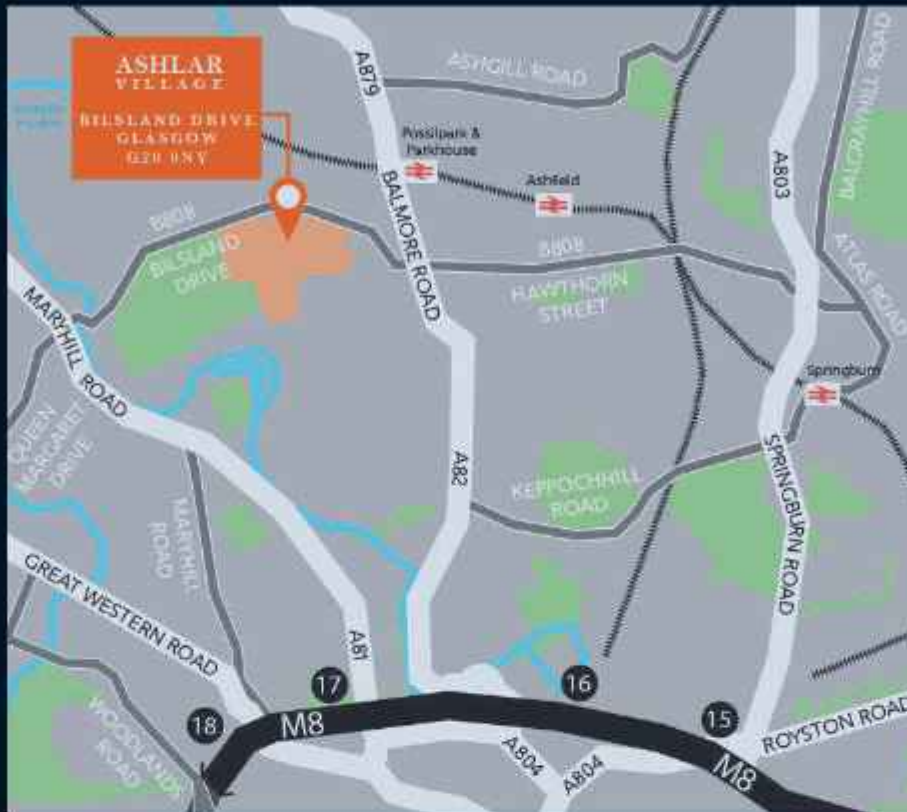 ASHLAR
VILLAGE
BILSLAND DRIVE
GLASGOW
G20 9NY
A879
ASHGILL ROAD
BALCRAYHILL ROAD
A803
Possilpark &
Parkhouse
Ashfield
B808
BILSLAND
DRIVE
BALMORE ROAD
B808
HAWTHORN
STREET
ATLAS ROAD
MARYHILL ROAD
Springburn
QUEEN
MARGARET
DRIVE
MARYHILL
ROAD
A82
KEPPOCHHILL
ROAD
SPRINGBURN ROAD
GREAT WESTERN ROAD
A81
17
16
18
M8
15
WOODLANDS
ROAD
A804
A804
M8
ROYSTON ROAD